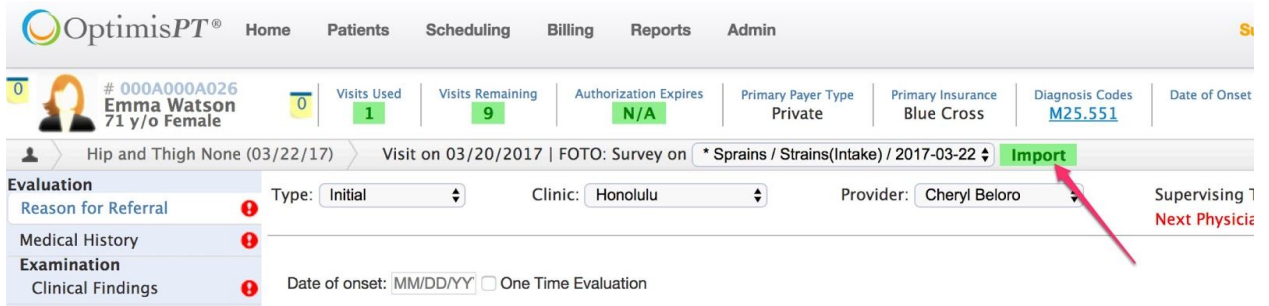 OptimisPT® Home Patients Scheduling Billing Reports Admin
0 # 000A000A026
Emma Watson
71 y/o Female
0
Visits Used
1
Visits Remaining
9
Authorization Expires
N/A
Primary Payer Type
Private
Primary Insurance
Blue Cross
Diagnosis Codes
M25.551
Date of Onset
Hip and Thigh None (03/22/17) Visit on 03/20/2017 | FOTO: Survey on * Sprains / Strains(Intake) / 2017-03-22 Import
Evaluation
Reason for Referral
Medical History
Examination
Clinical Findings
Type: Initial Clinic: Honolulu Provider: Cheryl Beloro Supervising
Next
Date of onset: MM/DD/YY One Time Evaluation